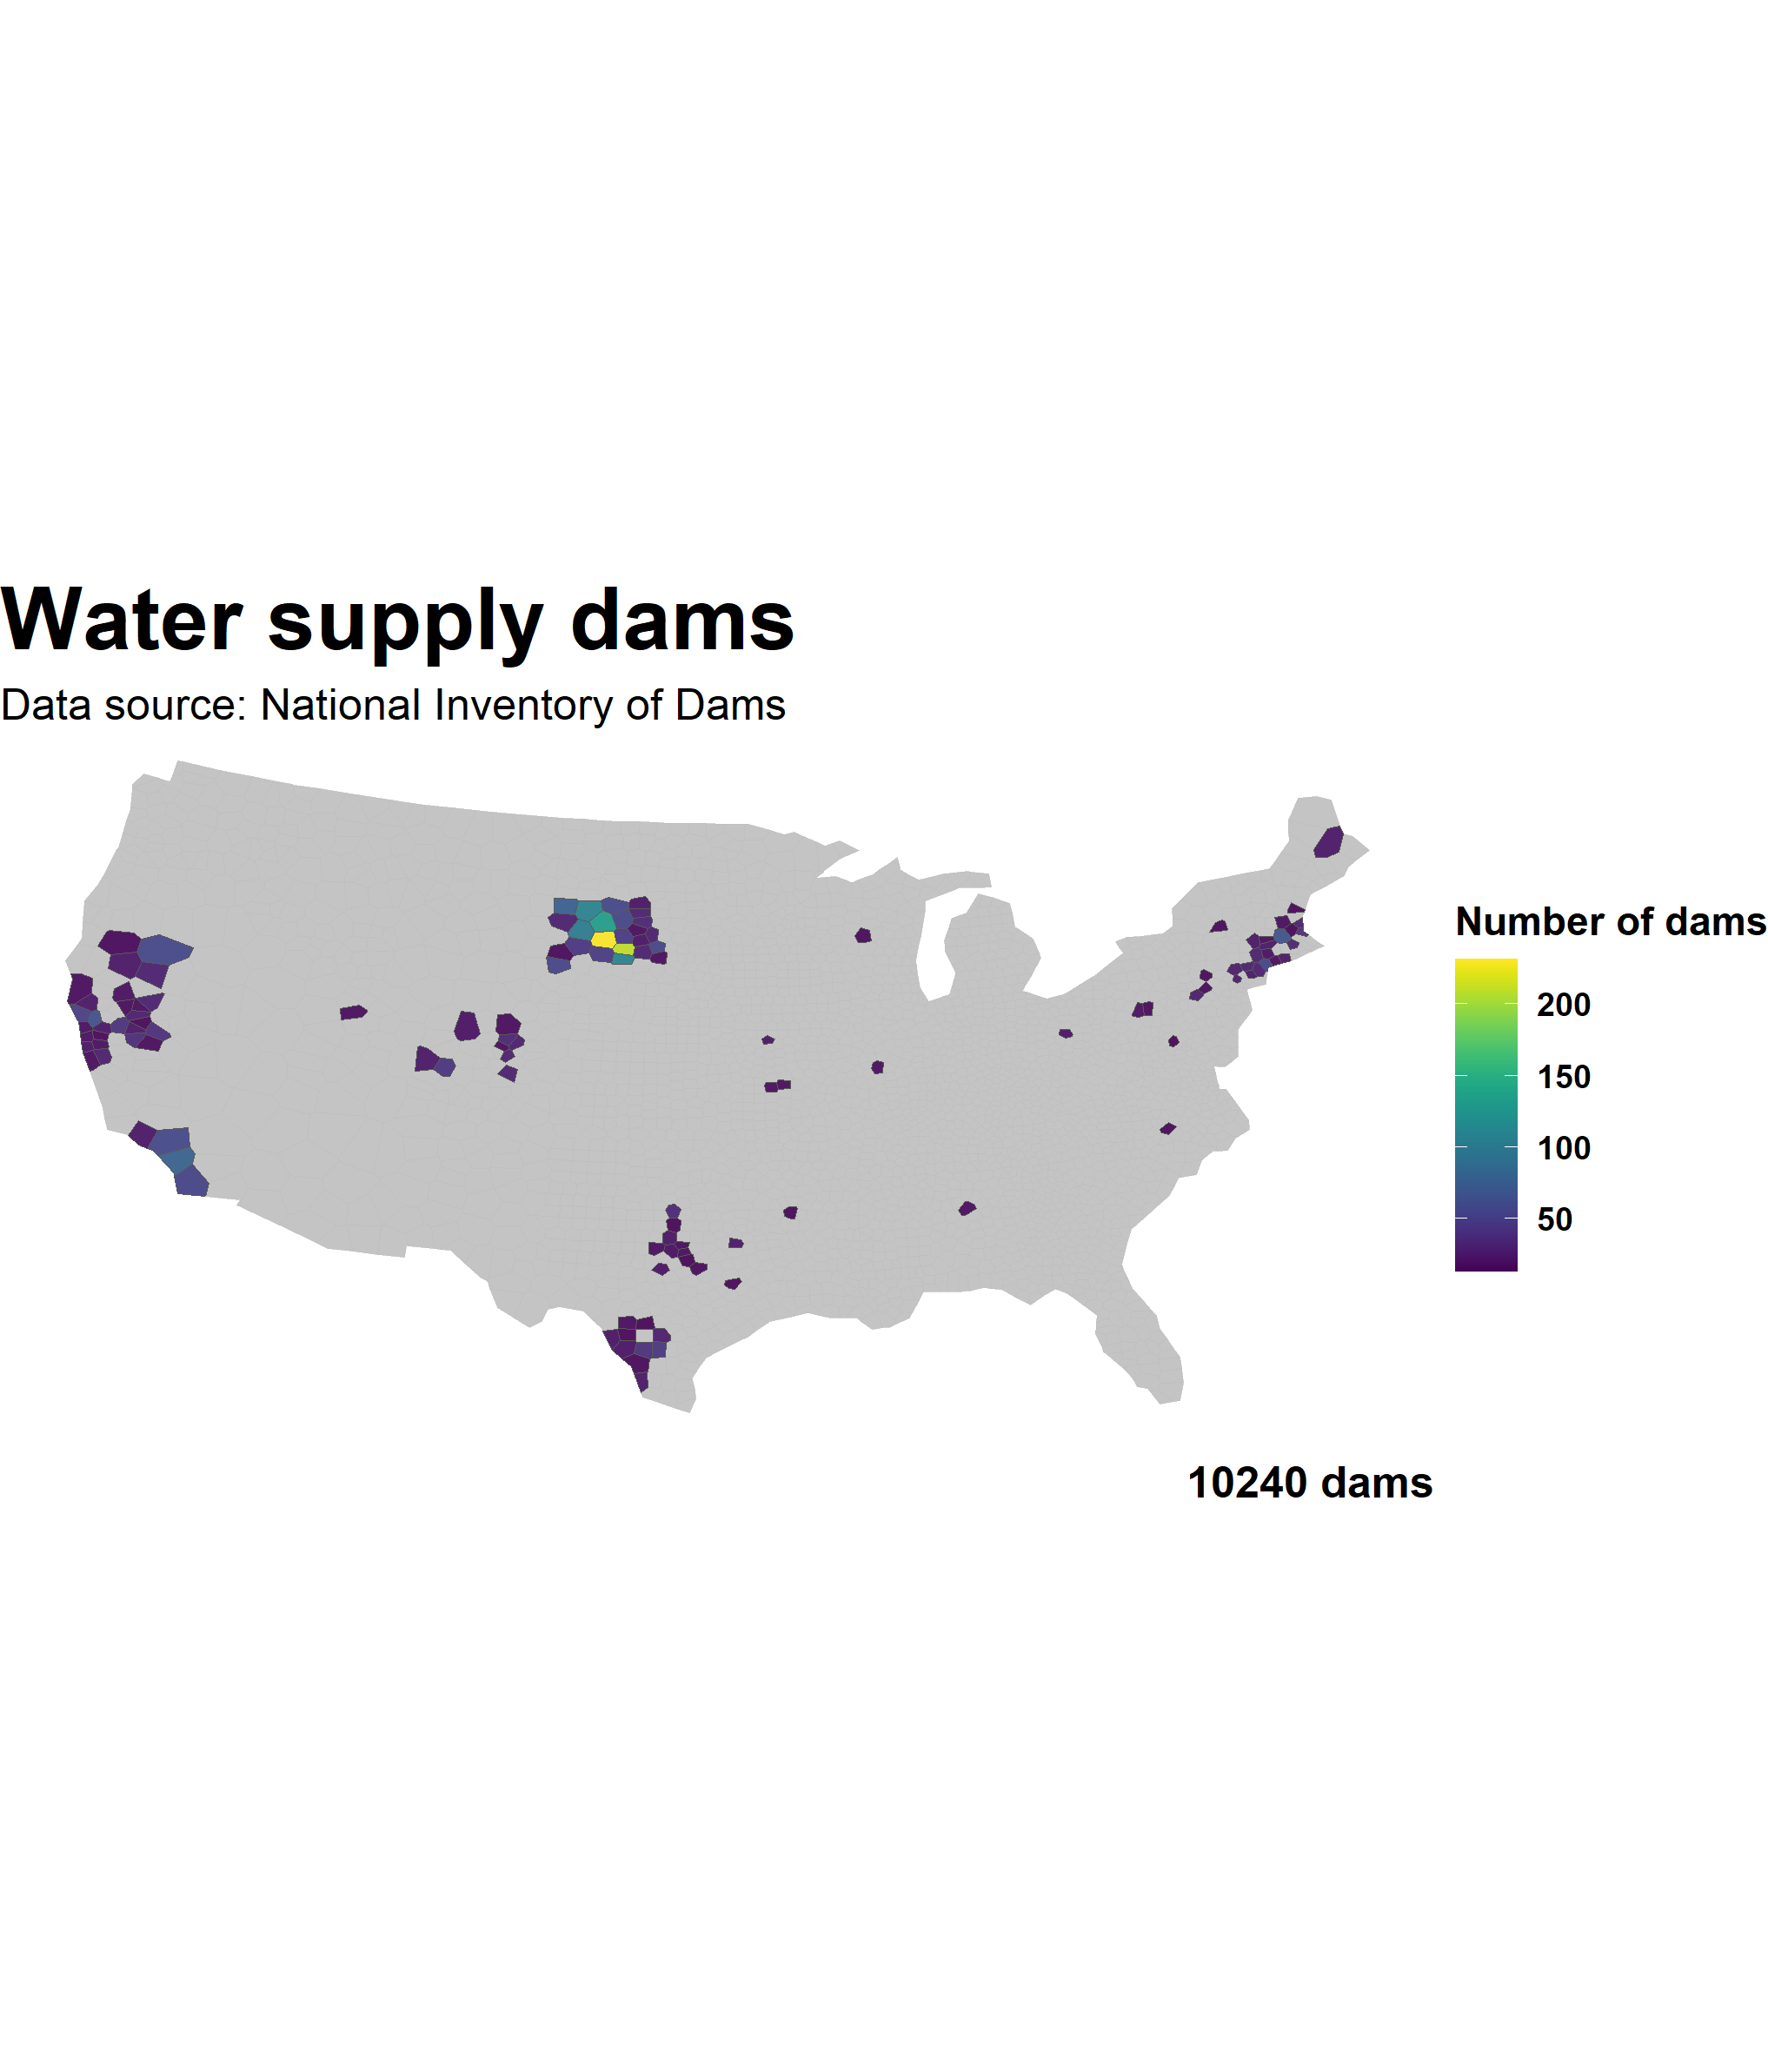 Water supply dams
Data source: National Inventory of Dams
Number of dams
200
150
100
50
10240 dams